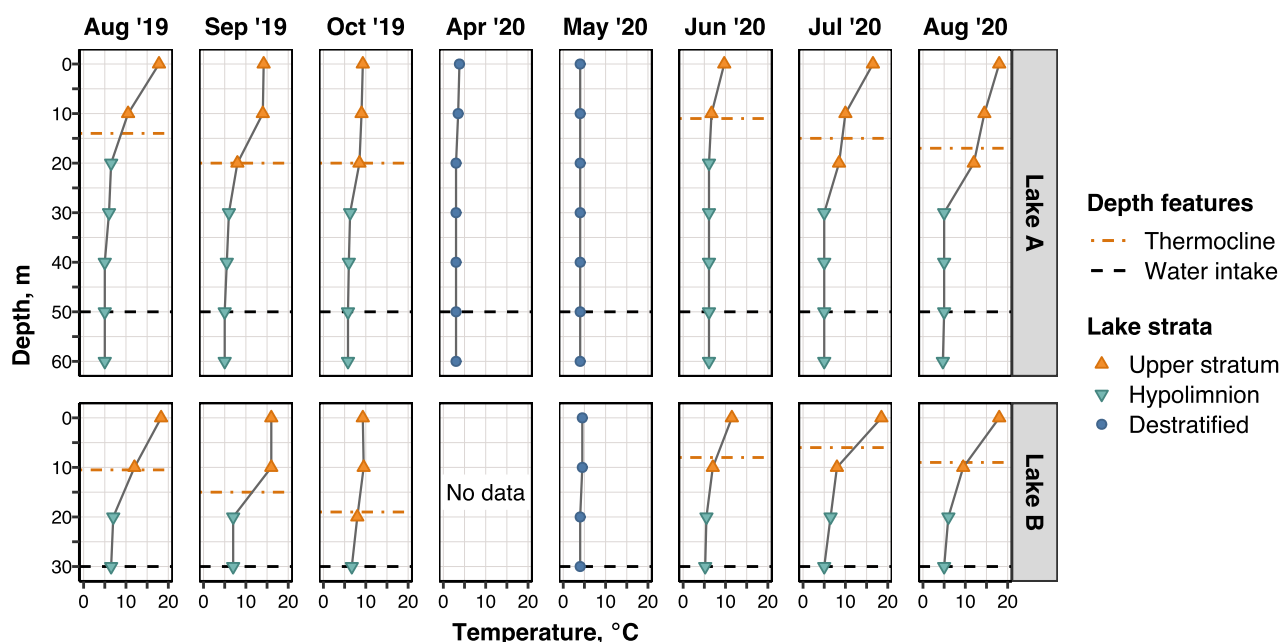 Aug '19 Sep '19 Oct '19 Apr '20 May '20 Jun '20 Jul '20 Aug '20
0
10
20
30
40
50
60
Lake A
Depth, m
0
10
20
30
No data
Lake B
0 10 20 0 10 20 0 10 20 0 10 20 0 10 20 0 10 20 0 10 20 0 10 20
Temperature, °C
Depth features
Thermocline
Water intake
Lake strata
Upper stratum
Hypolimnion
Destratified